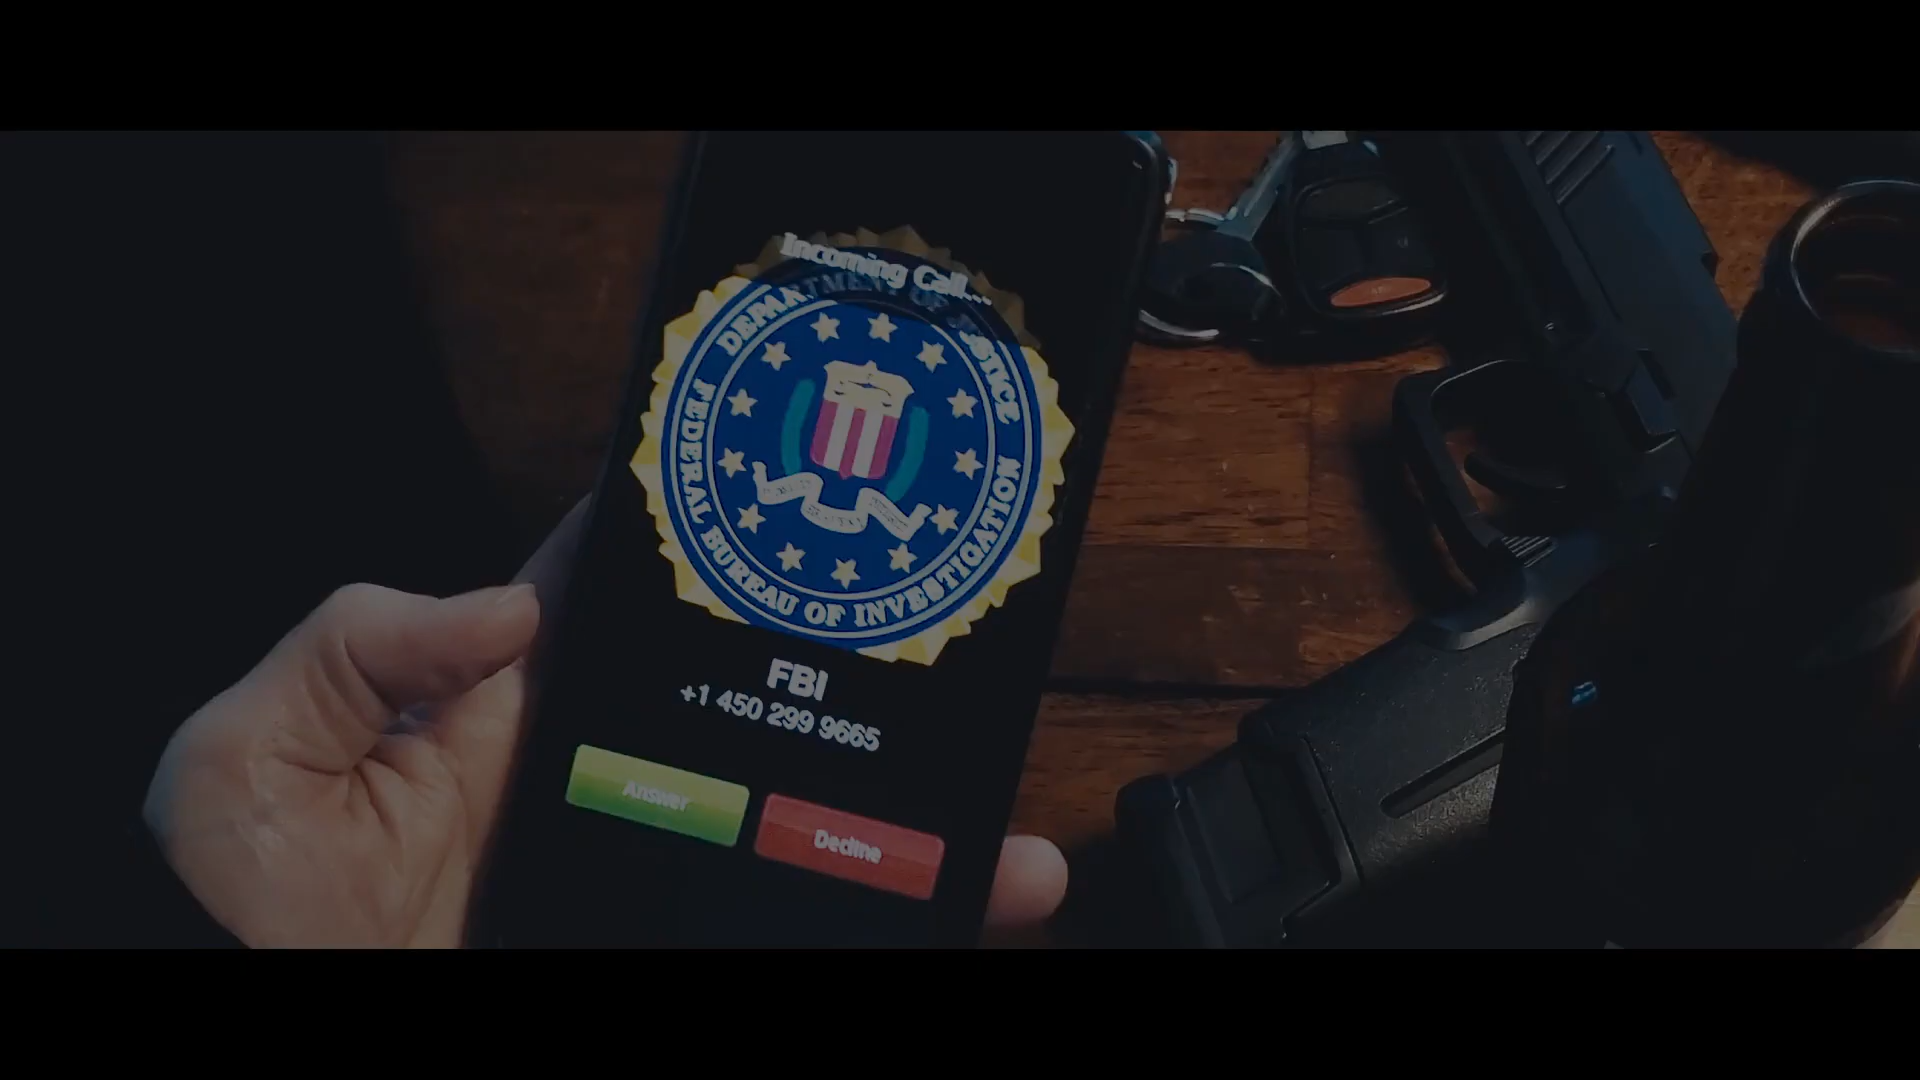 Incoming Call...
DEPARTMENT OF JUSTICE
FEDERAL BUREAU OF INVESTIGATION
FBI
+1 450 299 9665
Answer
Decline